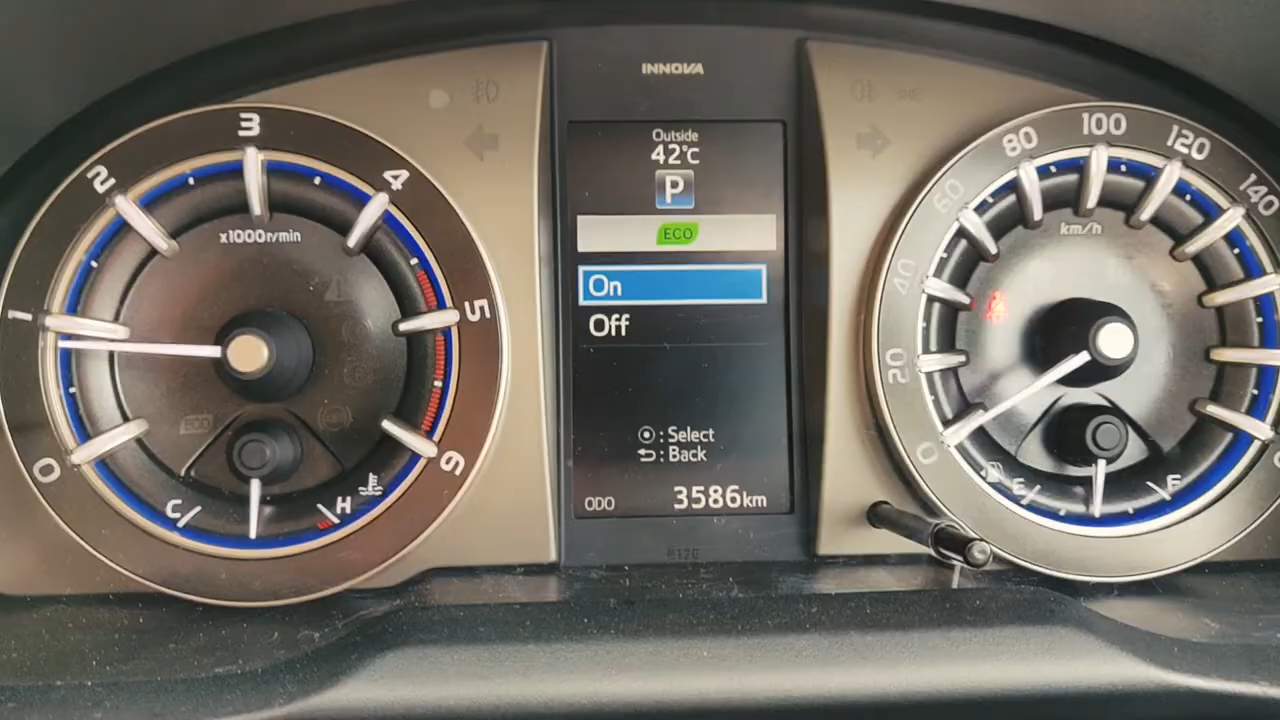 INNOVA
Outside
42°C
P
ECO
On
Off
: Select
: Back
ODO 3586km
0
1
2
3
4
5
6
x1000r/min
ECO
C
H
0
20
40
60
80
100
120
140
km/h
E
F